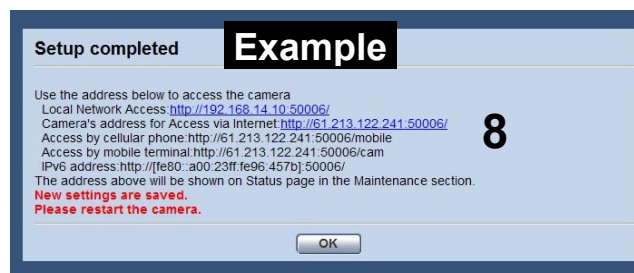 Setup completed
Example
Use the address below to access the camera
Local Network Access:http://192.168.14.10:50006/
Camera's address for Access via Internet:http://61.213.122.241:50006/
8
Access by cellular phone:http://61.213.122.241:50006/mobile
Access by mobile terminal:http://61.213.122.241:50006/cam
IPv6 address:http://[fe80::a00:23ff:fe96:457b]:50006/
The address above will be shown on Status page in the Maintenance section.
New settings are saved.
Please restart the camera.
OK